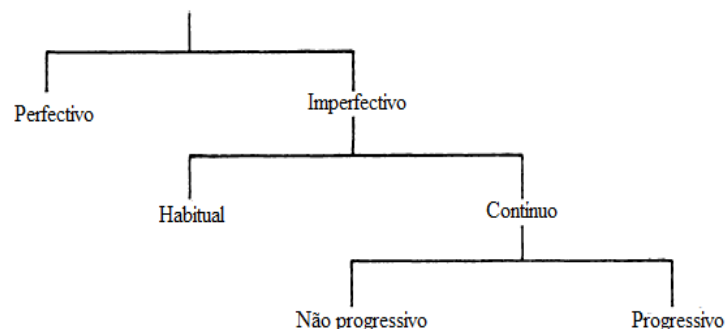 Perfectivo
Imperfectivo
Habitual
Contínuo
Não progressivo
Progressivo